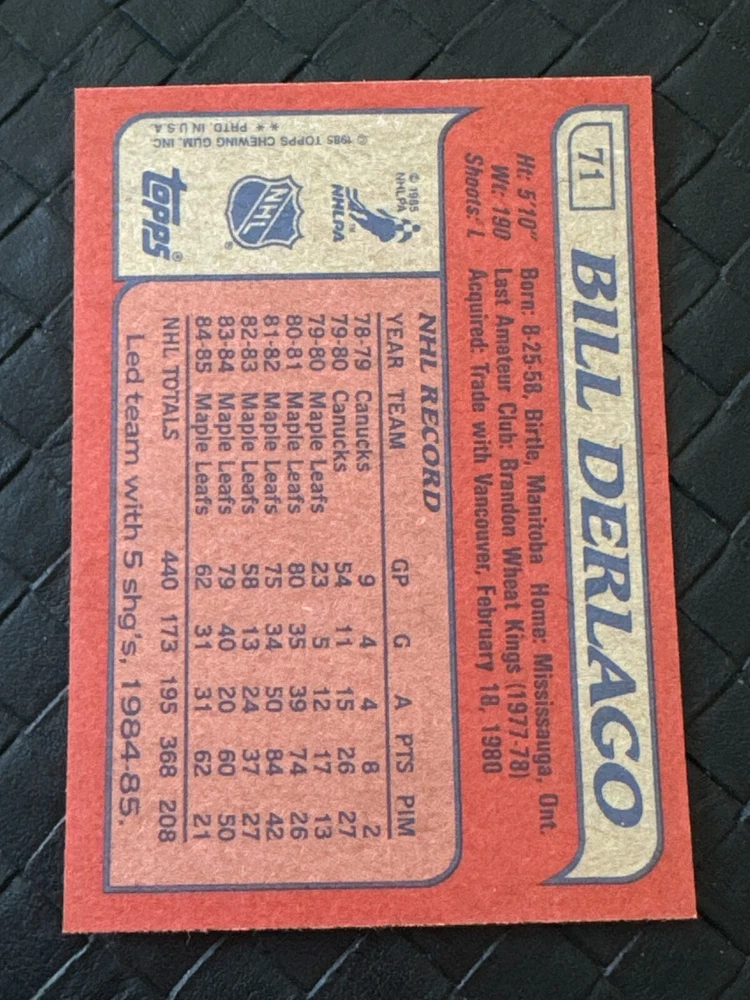 71
BILL DERLAGO
Ht: 5'10" Born: 8-25-58, Birtle, Manitoba Home: Mississauga, Ont.
Wt: 190 Last Amateur Club: Brandon Wheat Kings (1977-78)
Shoots: L Acquired: Trade with Vancouver, February 18, 1980
© 1985 NHLPA
NHLPA
TM
NHL
®
topps®
© 1985 TOPPS CHEWING GUM, INC.
** PRTD. IN U.S.A.
NHL RECORD
YEAR TEAM GP G A PTS PIM
78-79 Canucks 9 4 4 8 2
79-80 Canucks 54 11 15 26 27
79-80 Maple Leafs 23 5 12 17 13
80-81 Maple Leafs 80 35 39 74 26
81-82 Maple Leafs 75 34 50 84 42
82-83 Maple Leafs 58 13 24 37 27
83-84 Maple Leafs 79 40 20 60 50
84-85 Maple Leafs 62 31 31 62 21
NHL TOTALS 440 173 195 368 208
Led team with 5 shg's, 1984-85.